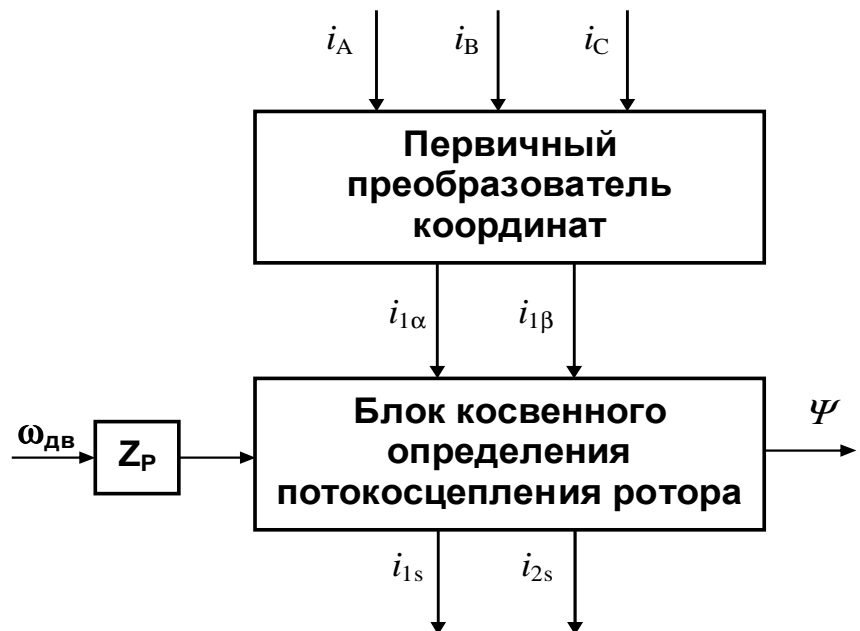 iA iB iC
Первичный
преобразователь
координат
i1α i1β
ωдв
ZP
Блок косвенного
определения
потокосцепления ротора
Ψ
i1s i2s